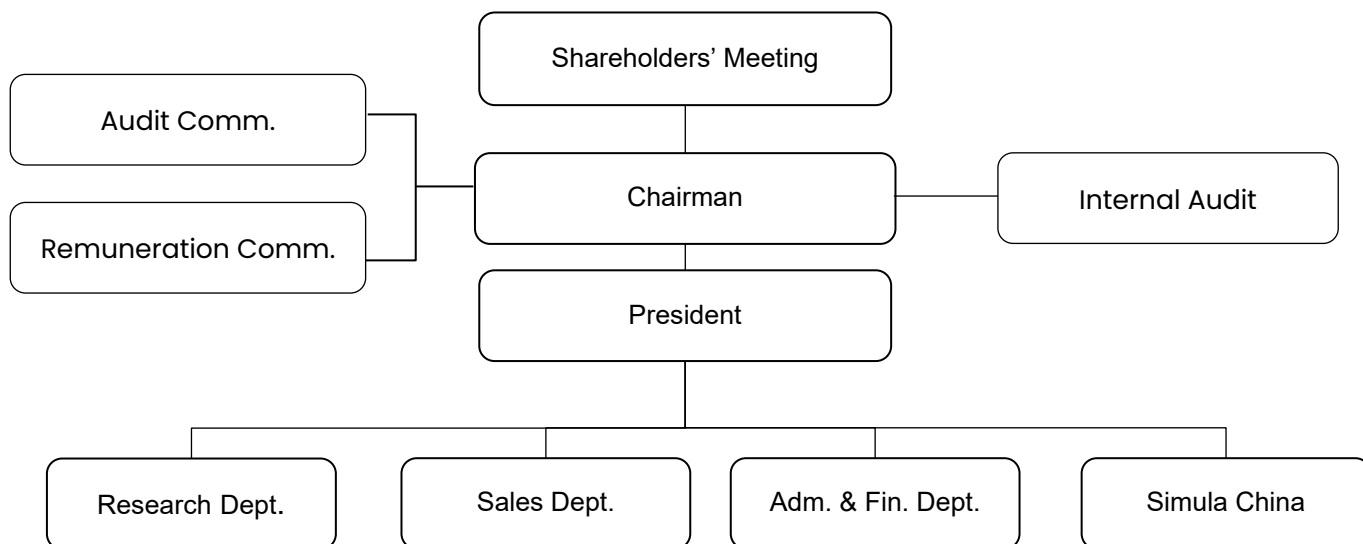 Shareholders’ Meeting
Audit Comm.
Chairman
Internal Audit
Remuneration Comm.
President
Research Dept.
Sales Dept.
Adm. & Fin. Dept.
Simula China